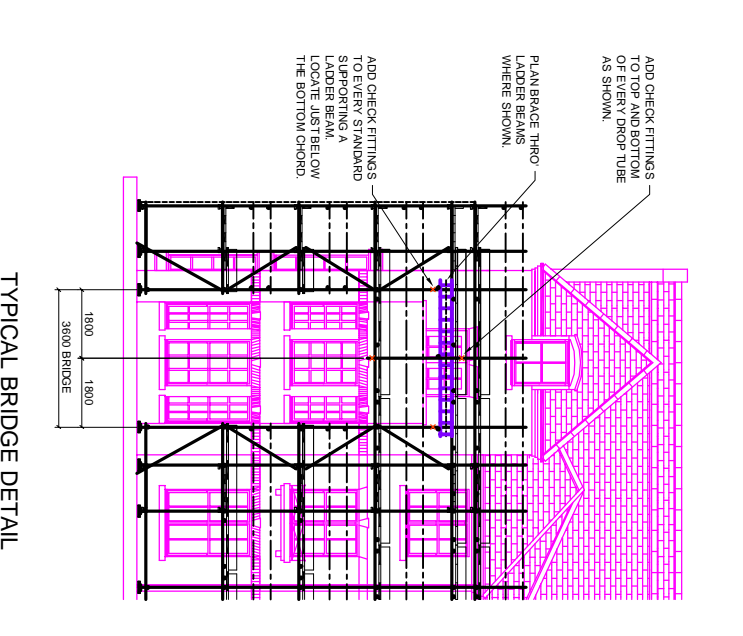 ADD CHECK FITTINGS
TO TOP AND BOTTOM
OF EVERY DROP TUBE
AS SHOWN.
PLAN BRACE THRO'
LADDER BEAMS
WHERE SHOWN.
ADD CHECK FITTINGS
TO EVERY STANDARD
SUPPORTING A
LADDER BEAM.
LOCATE JUST BELOW
THE BOTTOM CHORD.
1800
1800
3600 BRIDGE
TYPICAL BRIDGE DETAIL